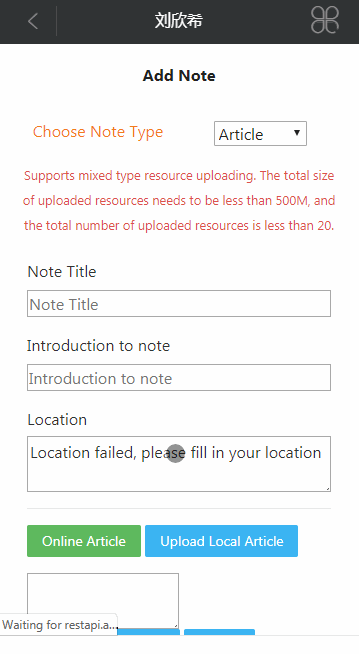 刘欣希
Add Note
Choose Note Type
Article
Supports mixed type resource uploading. The total size
of uploaded resources needs to be less than 500M, and
the total number of uploaded resources is less than 20.
Note Title
Note Title
Introduction to note
Introduction to note
Location
Location failed, please fill in your location
Online Article
Upload Local Article
Waiting for restapi.a...